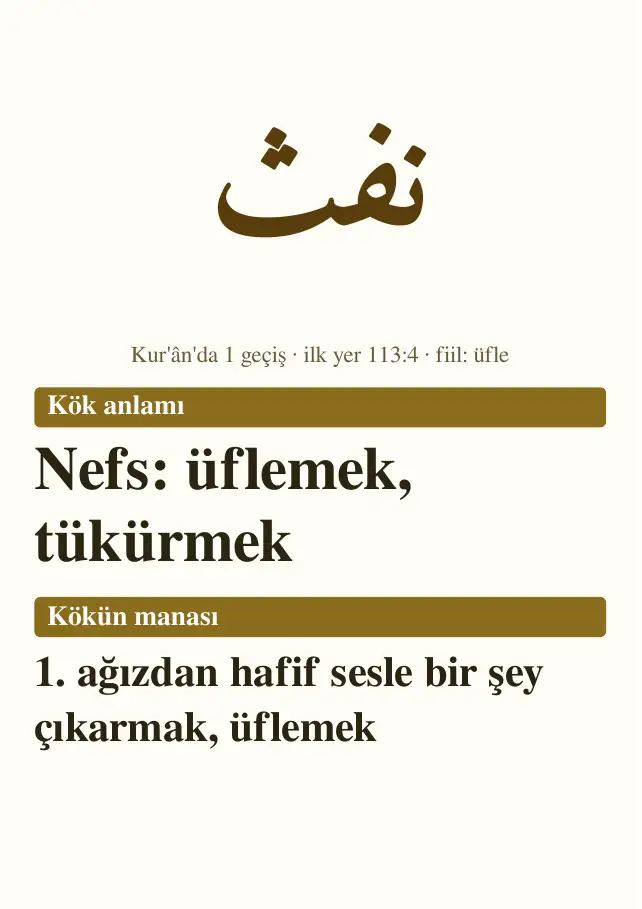 نفث
Kur'ân'da 1 geçiş · ilk yer 113:4 · fiil: üfle
Kök anlamı
Nefs: üflemek,
tükürmek
Kökün manası
1. ağızdan hafif sesle bir şey
çıkarmak, üflemek